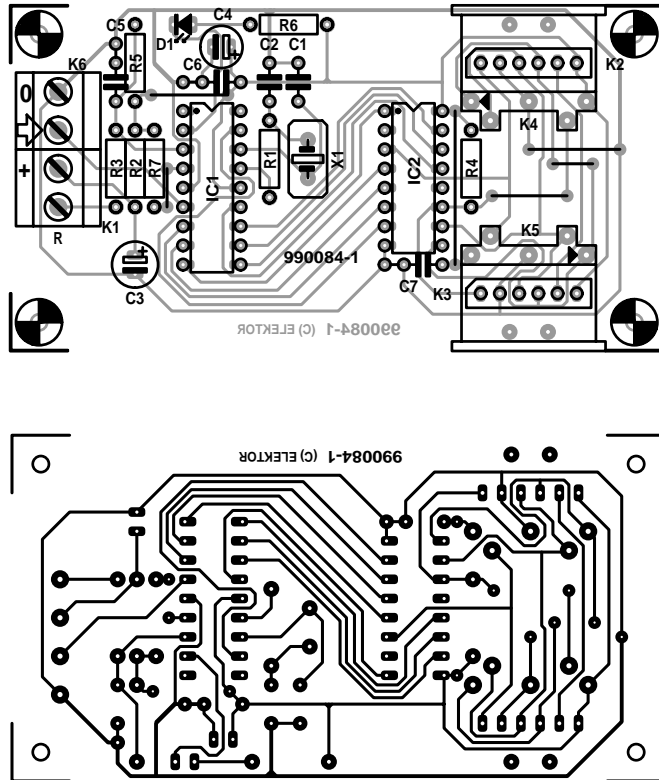 C4
D1
R6
C5
K6
R5
C6
C2
C1
K2
0
K4
IC1
R1
X1
IC2
R4
+
R3
R2
R7
R
K1
K5
990084-1
C3
C7
K3
990084-1 (C) ELEKTOR
990084-1 (C) ELEKTOR